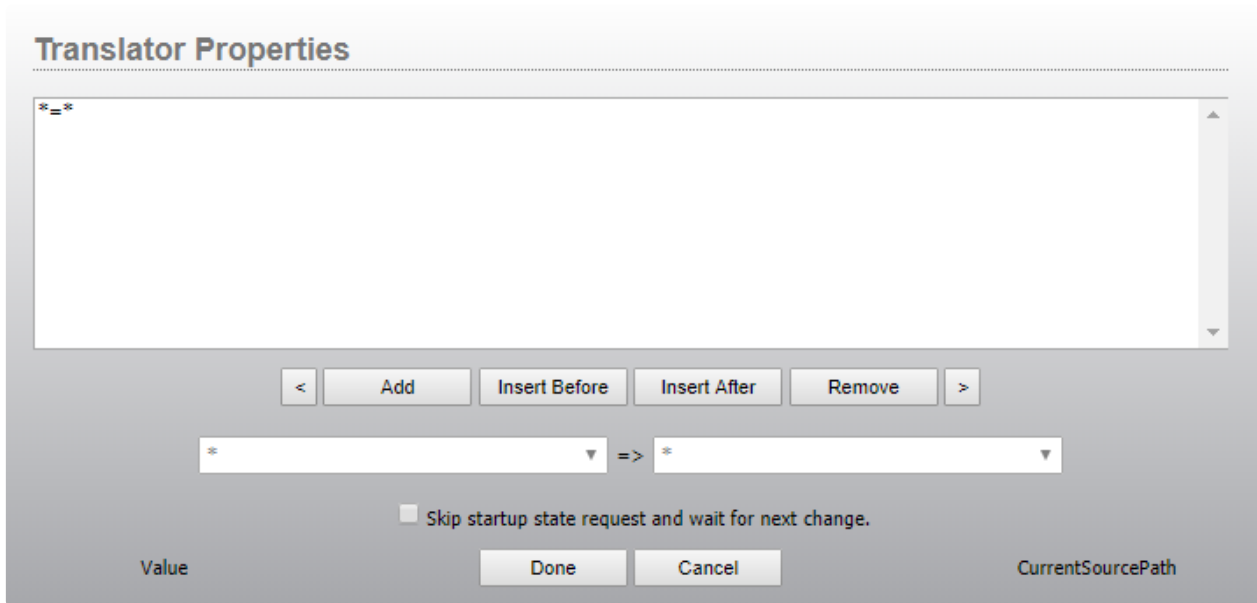 Translator Properties
*=*
< Add Insert Before Insert After Remove >
* => *
Skip startup state request and wait for next change.
Value Done Cancel CurrentSourcePath